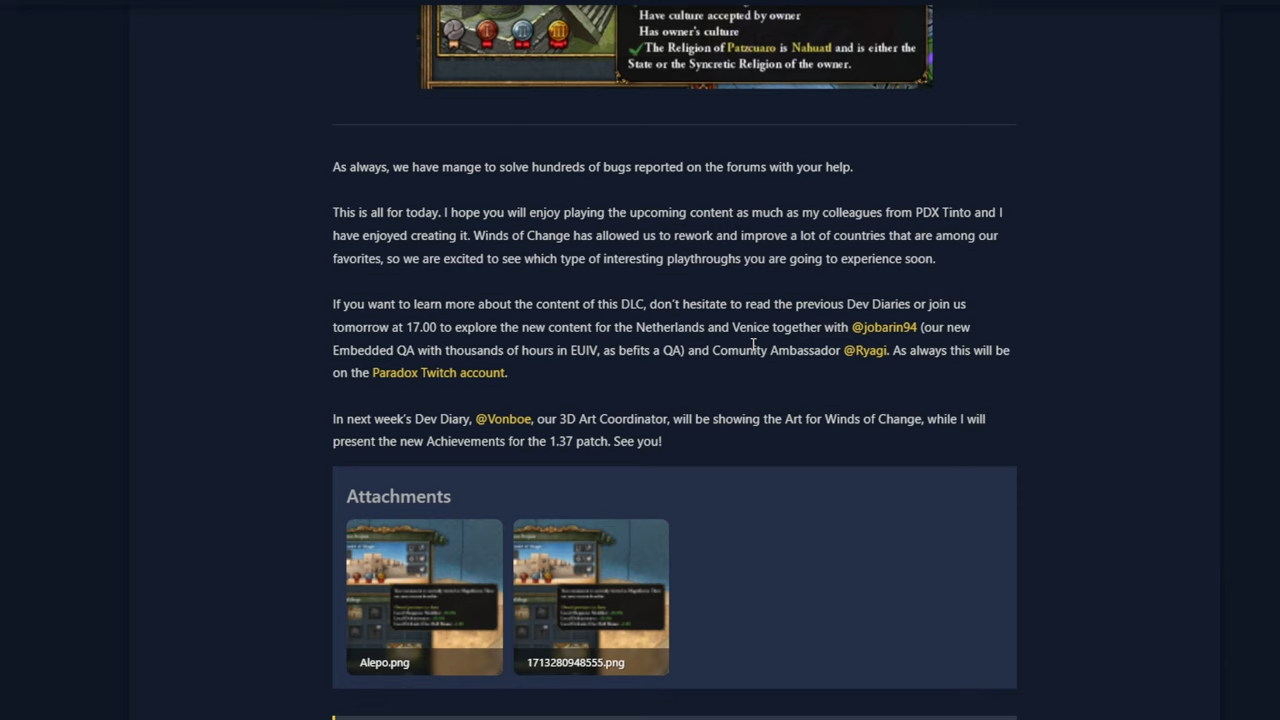 Have culture accepted by owner
Has owner's culture
The Religion of Patzcuaro is Nahuatl and is either the
State or the Syncretic Religion of the owner.
As always, we have mange to solve hundreds of bugs reported on the forums with your help.
This is all for today. I hope you will enjoy playing the upcoming content as much as my colleagues from PDX Tinto and I
have enjoyed creating it. Winds of Change has allowed us to rework and improve a lot of countries that are among our
favorites, so we are excited to see which type of interesting playthroughs you are going to experience soon.
If you want to learn more about the content of this DLC, don't hesitate to read the previous Dev Diaries or join us
tomorrow at 17.00 to explore the new content for the Netherlands and Venice together with @jobarin94 (our new
Embedded QA with thousands of hours in EUIV, as befits a QA) and Comunity Ambassador @Ryagi. As always this will be
on the Paradox Twitch account.
In next week's Dev Diary, @Vonboe, our 3D Art Coordinator, will be showing the Art for Winds of Change, while I will
present the new Achievements for the 1.37 patch. See you!
Attachments
Alepo.png
1713280948555.png